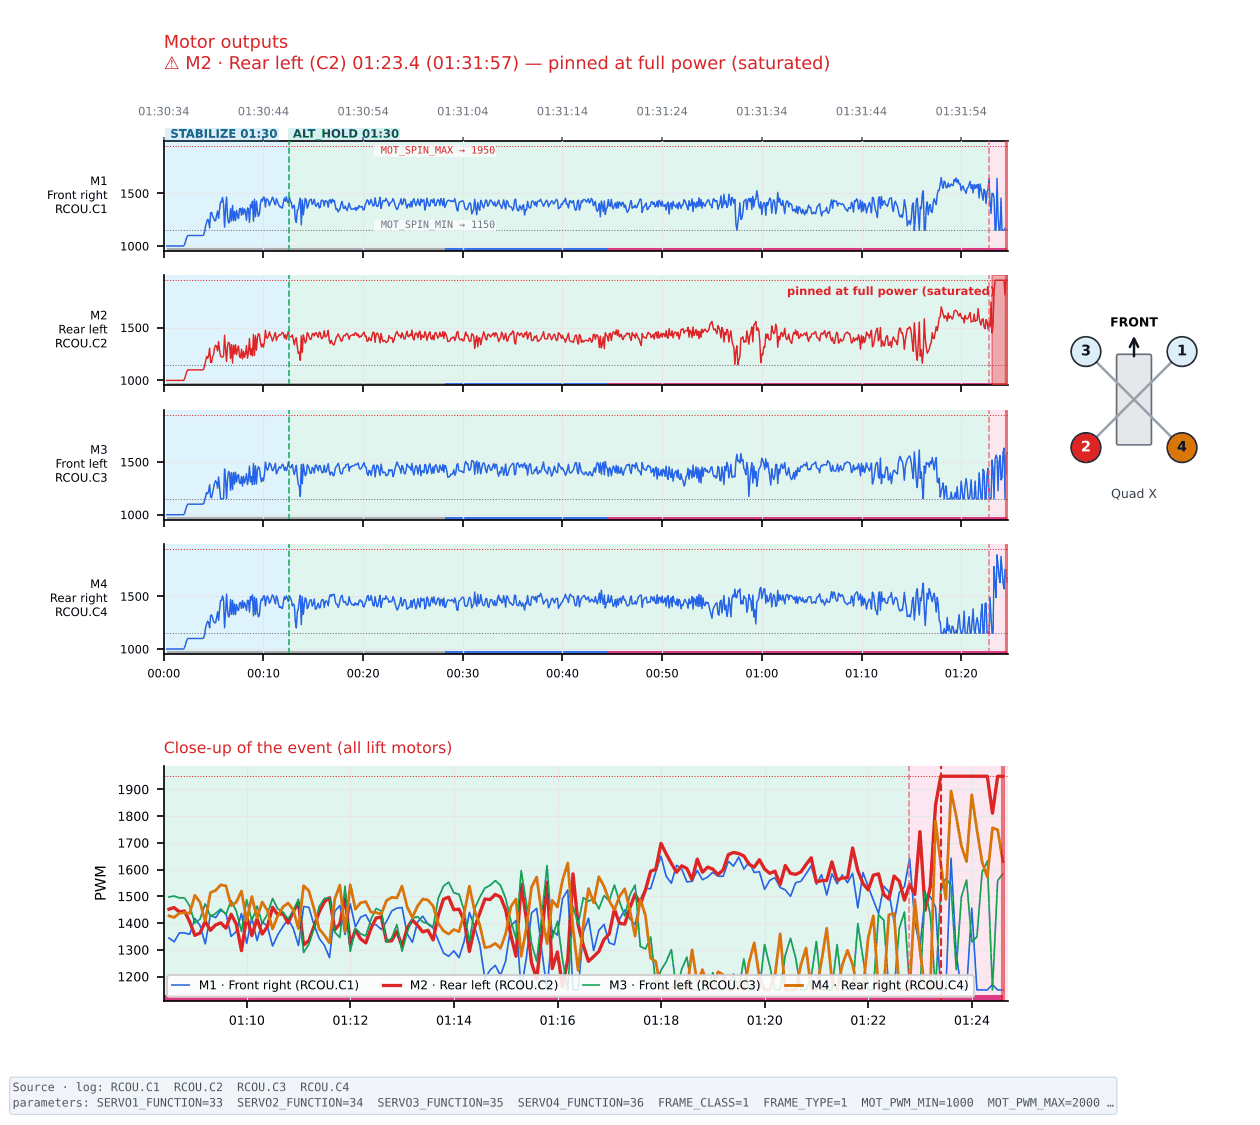 Motor outputs
⚠ M2 · Rear left (C2) 01:23.4 (01:31:57) — pinned at full power (saturated)
01:30:34 01:30:44 01:30:54 01:31:04 01:31:14 01:31:24 01:31:34 01:31:44 01:31:54
STABILIZE 01:30 ALT_HOLD 01:30
MOT_SPIN_MAX → 1950
M1
Front right
RCOU.C1
1500
MOT_SPIN_MIN → 1150
1000
pinned at full power (saturated)
M2
Rear left
RCOU.C2
1500
1000
M3
Front left
RCOU.C3
1500
1000
M4
Rear right
RCOU.C4
1500
1000
00:00 00:10 00:20 00:30 00:40 00:50 01:00 01:10 01:20
FRONT
3 1
2 4
Quad X
Close-up of the event (all lift motors)
PWM
1900
1800
1700
1600
1500
1400
1300
1200
M1 · Front right (RCOU.C1) M2 · Rear left (RCOU.C2) M3 · Front left (RCOU.C3) M4 · Rear right (RCOU.C4)
01:10 01:12 01:14 01:16 01:18 01:20 01:22 01:24
Source · log: RCOU.C1 RCOU.C2 RCOU.C3 RCOU.C4
parameters: SERVO1_FUNCTION=33 SERVO2_FUNCTION=34 SERVO3_FUNCTION=35 SERVO4_FUNCTION=36 FRAME_CLASS=1 FRAME_TYPE=1 MOT_PWM_MIN=1000 MOT_PWM_MAX=2000 …